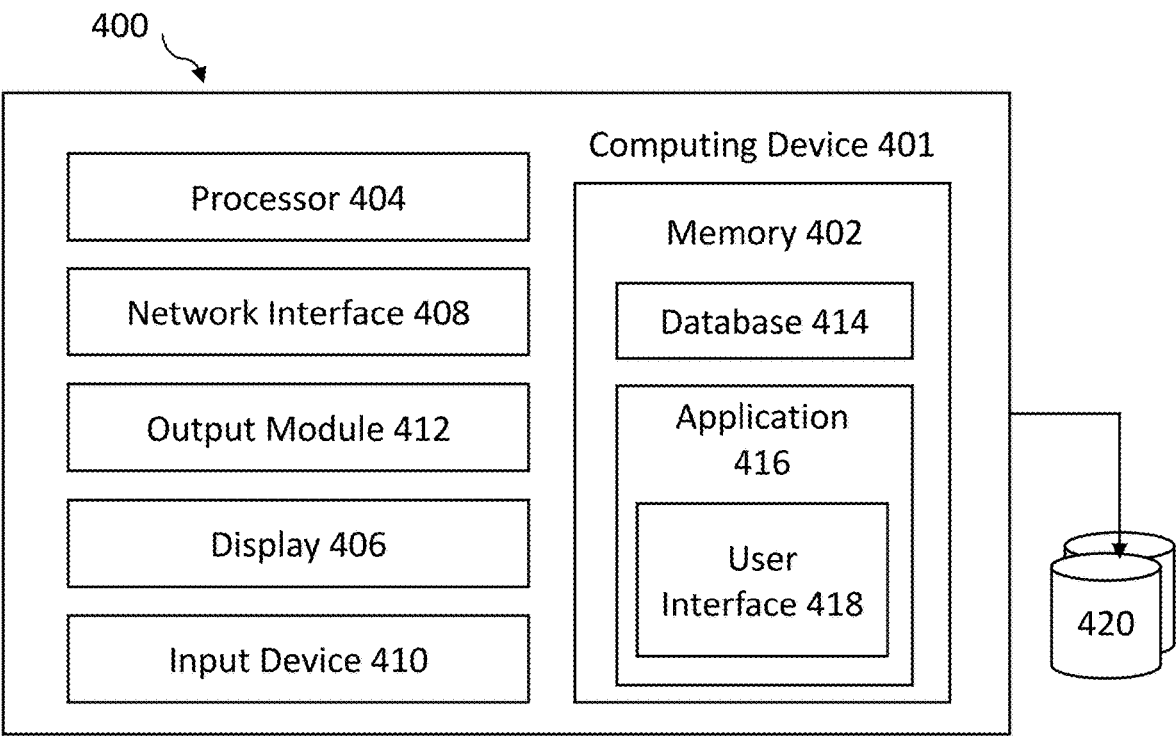 400
Computing Device 401
Processor 404
Network Interface 408
Output Module 412
Display 406
Input Device 410
Memory 402
Database 414
Application
416
User
Interface 418
420